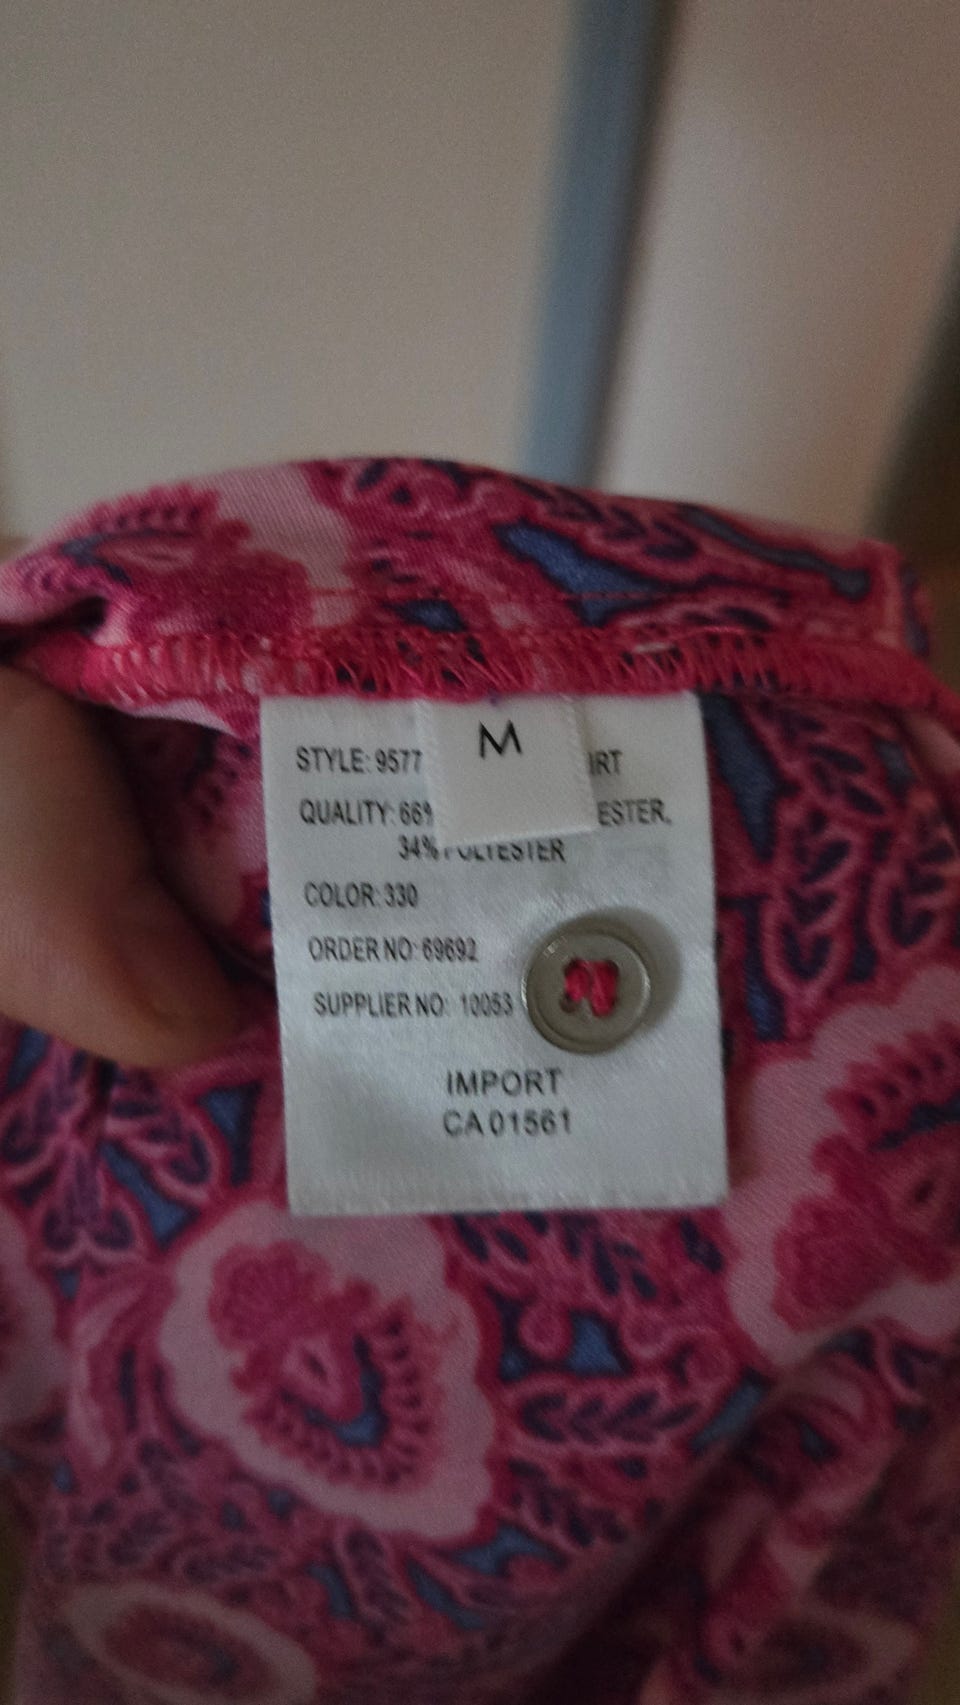 M
STYLE: 9577 IRT
QUALITY: 66% ESTER,
34% POLYESTER
COLOR: 330
ORDER NO: 69692
SUPPLIER NO: 10053
IMPORT
CA 01561